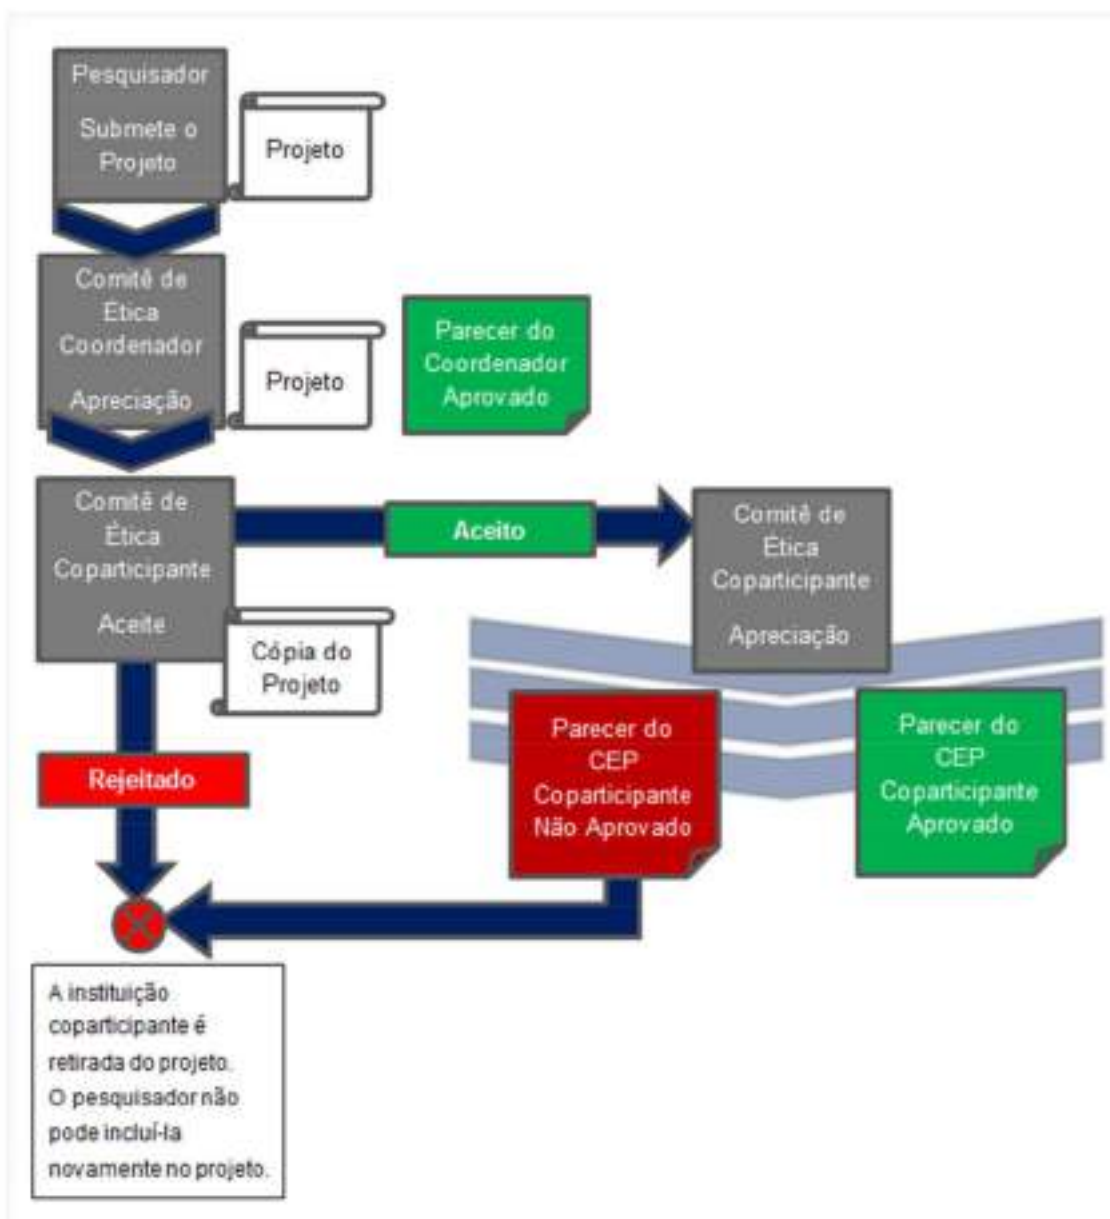 Pesquisador
Submete o
Projeto
Projeto
Comitê de
Ética
Coordenador
Apreciação
Projeto
Parecer do
Coordenador
Aprovado
Comitê de
Ética
Coparticipante
Aceite
Cópia do
Projeto
Aceito
Comitê de
Ética
Coparticipante
Apreciação
Rejeitado
Parecer do
CEP
Coparticipante
Não Aprovado
Parecer do
CEP
Coparticipante
Aprovado
A instituição
coparticipante é
retirada do projeto.
O pesquisador não
pode incluí-la
novamente no projeto.